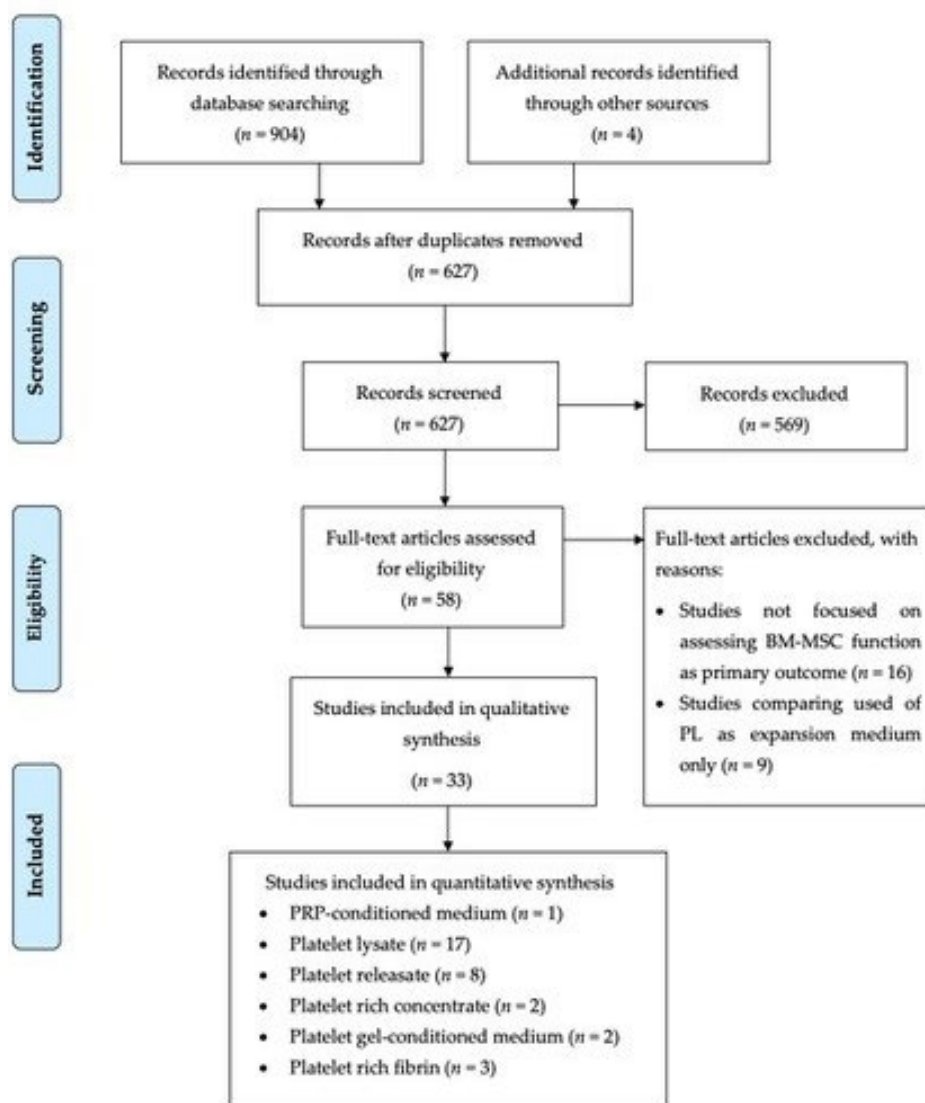 Identification
Records identified through
database searching
(n = 904)
Additional records identified
through other sources
(n = 4)
Records after duplicates removed
(n = 627)
Screening
Records screened
(n = 627)
Records excluded
(n = 569)
Eligibility
Full-text articles assessed
for eligibility
(n = 58)
Full-text articles excluded, with
reasons:
• Studies not focused on
assessing BM-MSC function
as primary outcome (n = 16)
• Studies comparing used of
PL as expansion medium
only (n = 9)
Studies included in qualitative
synthesis
(n = 33)
Included
Studies included in quantitative synthesis
• PRP-conditioned medium (n = 1)
• Platelet lysate (n = 17)
• Platelet releasate (n = 8)
• Platelet rich concentrate (n = 2)
• Platelet gel-conditioned medium (n = 2)
• Platelet rich fibrin (n = 3)